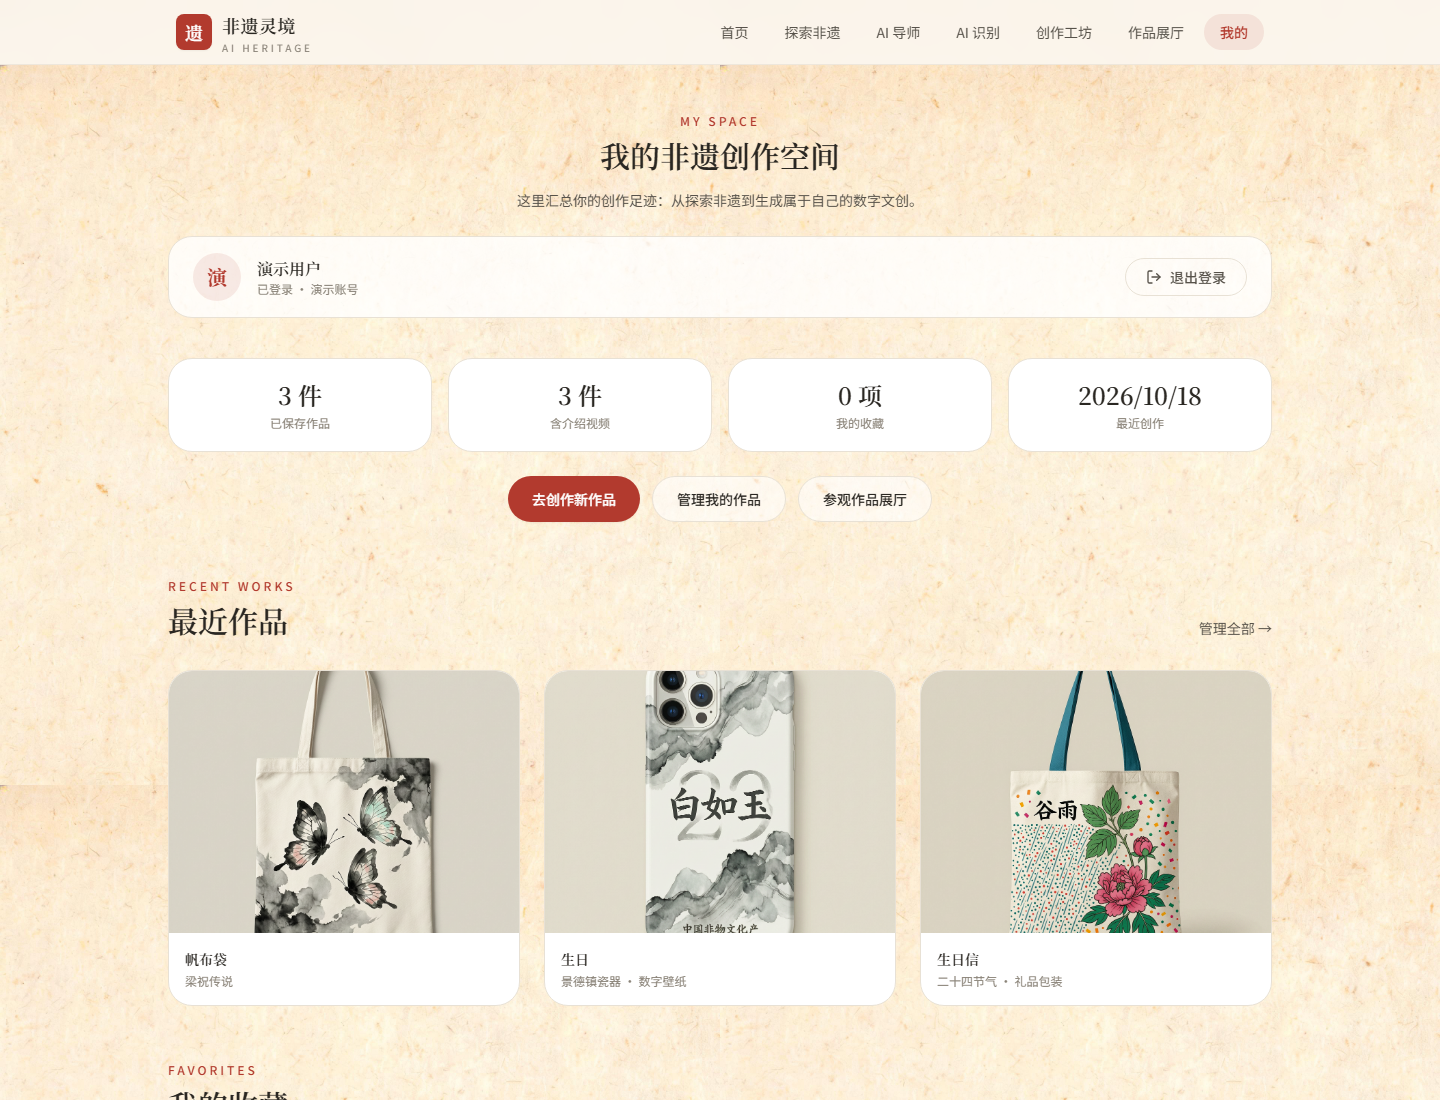 遗
非遗灵境
AI HERITAGE
首页
探索非遗
AI 导师
AI 识别
创作工坊
作品展厅
我的
MY SPACE
我的非遗创作空间
这里汇总你的创作足迹：从探索非遗到生成属于自己的数字文创。
演
演示用户
已登录 · 演示账号
退出登录
3 件
已保存作品
3 件
含介绍视频
0 项
我的收藏
2026/10/18
最近创作
去创作新作品
管理我的作品
参观作品展厅
RECENT WORKS
最近作品
管理全部 →
23
白如玉
中国非物文化产
谷雨
帆布袋
梁祝传说
生日
景德镇瓷器 · 数字壁纸
生日信
二十四节气 · 礼品包装
FAVORITES
我的收藏